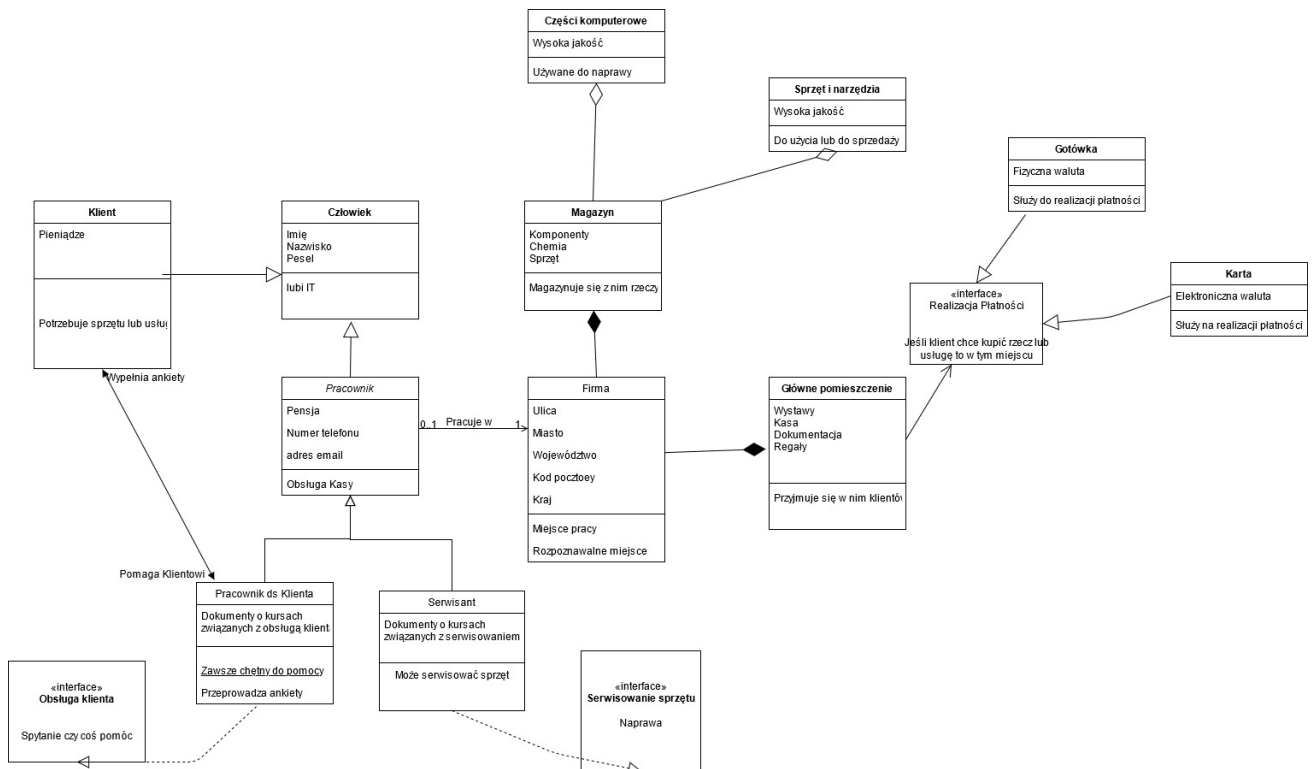 Części komputerowe
Wysoka jakość
Używane do naprawy
Sprzęt i narzędzia
Wysoka jakość
Do użycia lub do sprzedaży
Gotówka
Fizyczna waluta
Służy do realizacji płatności
Klient
Pieniądze
Potrzebuje sprzętu lub usług
Człowiek
Imię
Nazwisko
Pesel
lubi IT
Magazyn
Komponenty
Chemia
Sprzęt
Magazynuje się z nim rzeczy
«interface»
Realizacja Płatności
Jeśli klient chce kupić rzecz lub
usługę to w tym miejscu
Karta
Elektroniczna waluta
Służy na realizacji płatności
Wypełnia ankiety
Pracownik
Pensja
Numer telefonu
adres email
Obsługa Kasy
0..1
Pracuje w
1
Firma
Ulica
Miasto
Województwo
Kod pocztoey
Kraj
Miejsce pracy
Rozpoznawalne miejsce
Główne pomieszczenie
Wystawy
Kasa
Dokumentacja
Regały
Przyjmuje się w nim klientów
Pomaga Klientowi
Pracownik ds Klienta
Dokumenty o kursach
związanych z obsługą klienta
Zawsze chętny do pomocy
Przeprowadza ankiety
Serwisant
Dokumenty o kursach
związanych z serwisowaniem
Może serwisować sprzęt
«interface»
Obsługa klienta
Spytanie czy coś pomóc
«interface»
Serwisowanie sprzętu
Naprawa